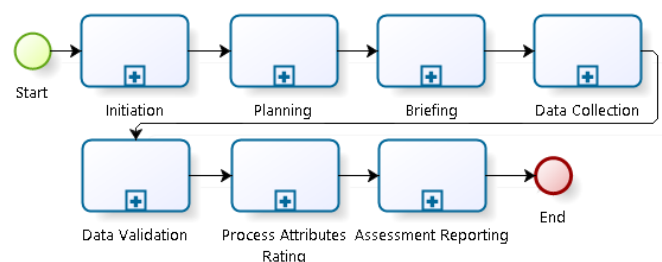 Start
Initiation
Planning
Briefing
Data Collection
Data Validation
Process Attributes
Rating
Assessment Reporting
End